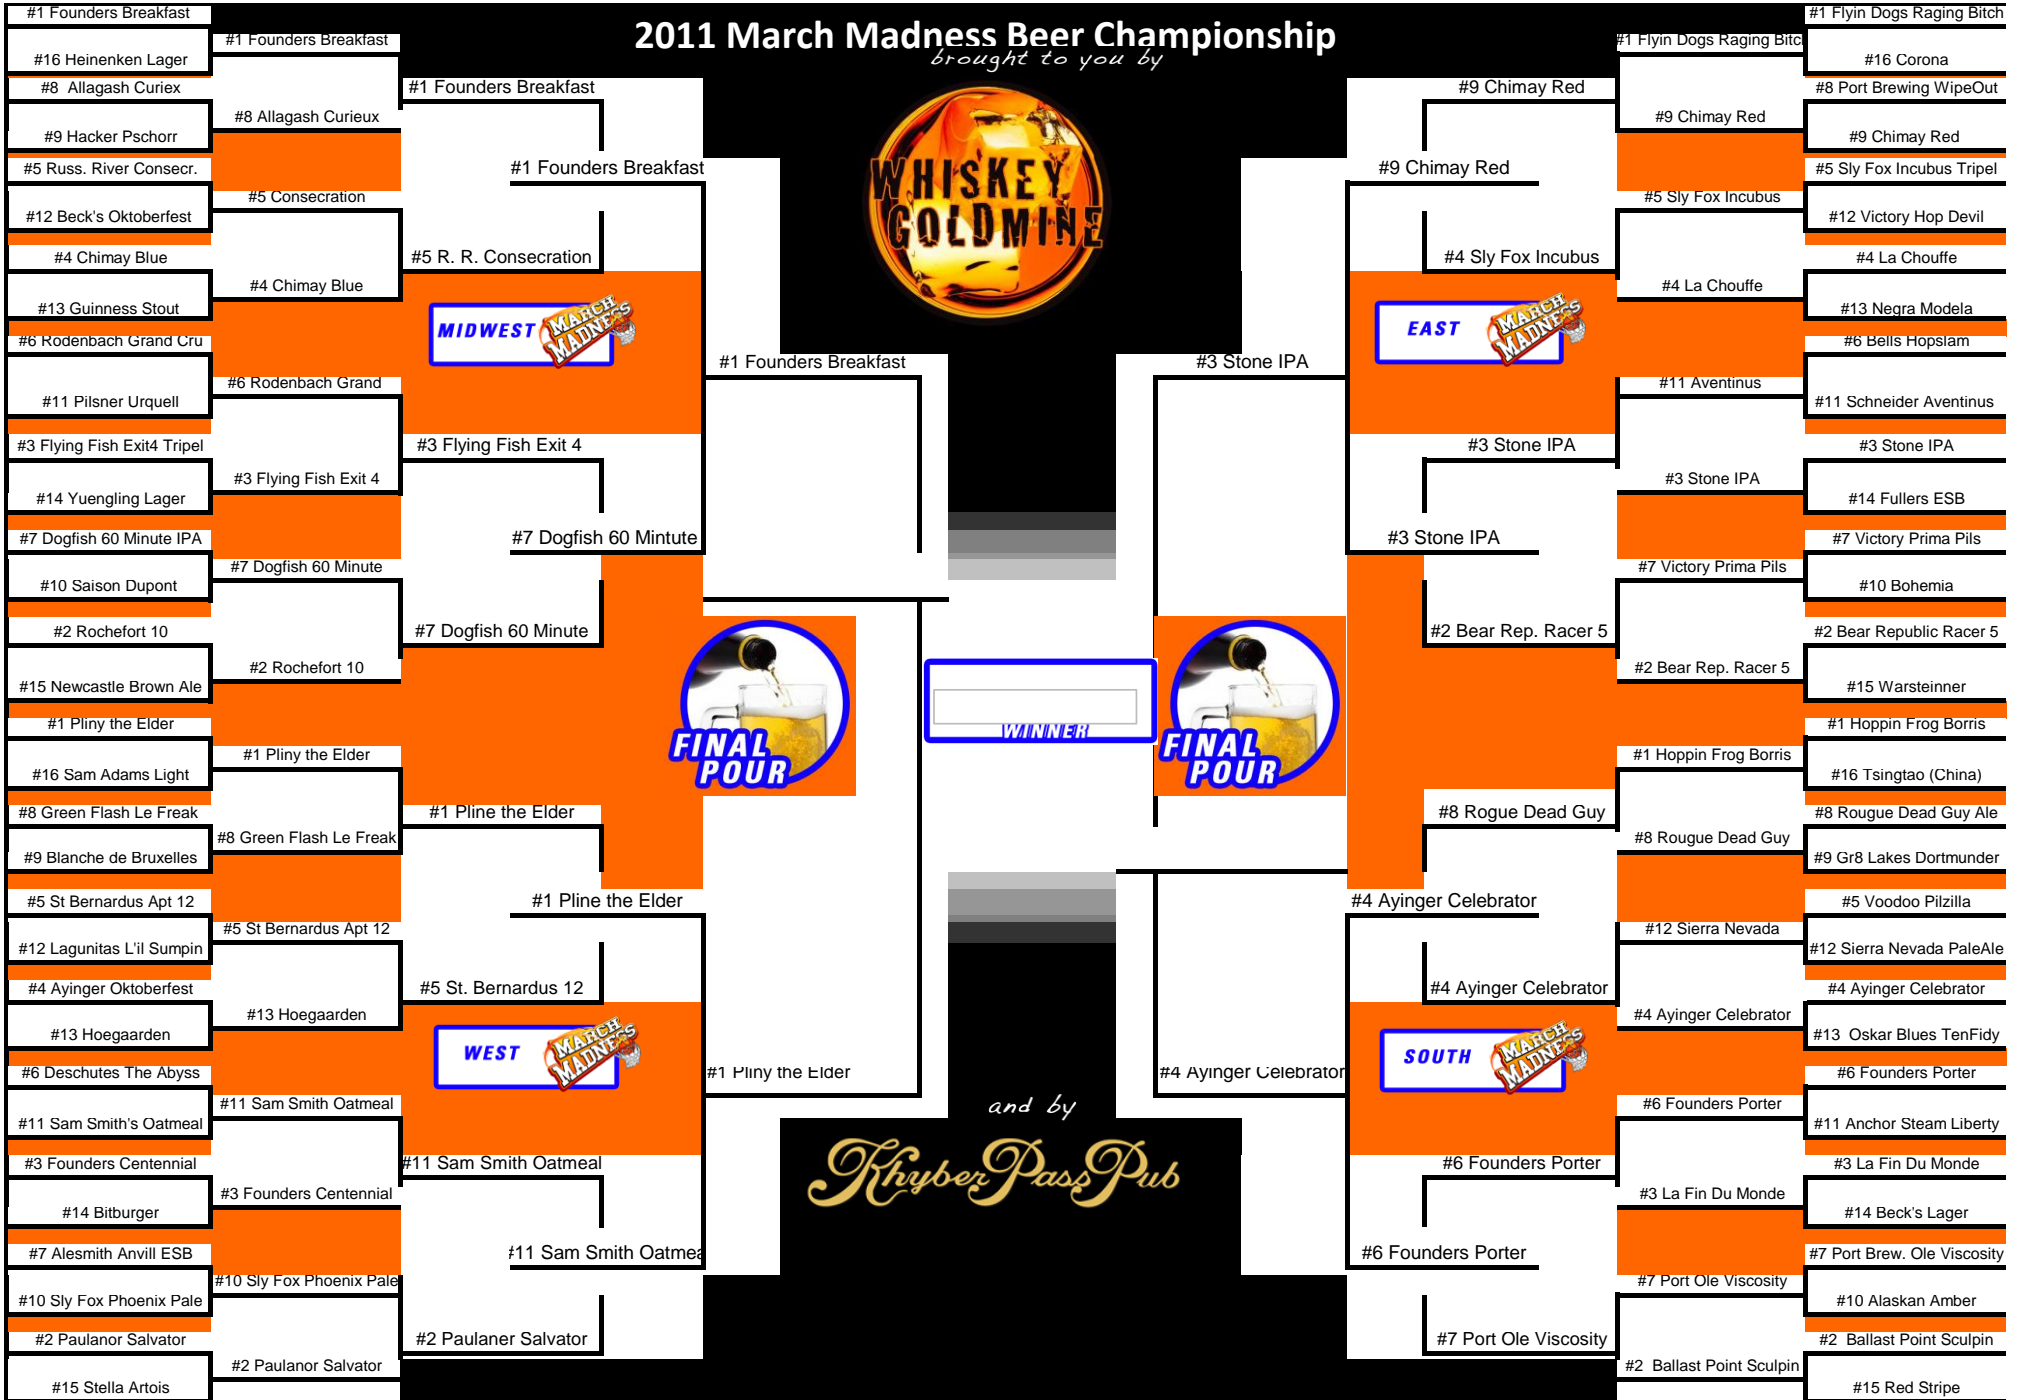 2011 March Madness Beer Championship
brought to you by
WHISKEY
GOLDMINE
#1 Founders Breakfast
#16 Heinenken Lager
#8 Allagash Curiex
#9 Hacker Pschorr
#5 Russ. River Consecr.
#12 Beck's Oktoberfest
#4 Chimay Blue
#13 Guinness Stout
#6 Rodenbach Grand Cru
#11 Pilsner Urquell
#3 Flying Fish Exit4 Tripel
#14 Yuengling Lager
#7 Dogfish 60 Minute IPA
#10 Saison Dupont
#2 Rochefort 10
#15 Newcastle Brown Ale
#1 Pliny the Elder
#16 Sam Adams Light
#8 Green Flash Le Freak
#9 Blanche de Bruxelles
#5 St Bernardus Apt 12
#12 Lagunitas L'il Sumpin
#4 Ayinger Oktoberfest
#13 Hoegaarden
#6 Deschutes The Abyss
#11 Sam Smith's Oatmeal
#3 Founders Centennial
#14 Bitburger
#7 Alesmith Anvill ESB
#10 Sly Fox Phoenix Pale
#2 Paulanor Salvator
#15 Stella Artois
#1 Founders Breakfast
#8 Allagash Curieux
#5 Consecration
#4 Chimay Blue
#6 Rodenbach Grand
#3 Flying Fish Exit 4
#7 Dogfish 60 Minute
#2 Rochefort 10
#1 Pliny the Elder
#8 Green Flash Le Freak
#5 St Bernardus Apt 12
#13 Hoegaarden
#11 Sam Smith Oatmeal
#3 Founders Centennial
#10 Sly Fox Phoenix Pale
#2 Paulanor Salvator
#1 Founders Breakfast
#5 R. R. Consecration
MIDWEST
MARCH
MADNESS
#3 Flying Fish Exit 4
#7 Dogfish 60 Minute
#1 Pline the Elder
#5 St. Bernardus 12
WEST
MARCH
MADNESS
#11 Sam Smith Oatmeal
#2 Paulaner Salvator
#1 Founders Breakfast
#7 Dogfish 60 Mintute
#1 Pline the Elder
#11 Sam Smith Oatmea
#1 Founders Breakfast
#1 Pliny the Elder
FINAL
POUR
WINNER
FINAL
POUR
#3 Stone IPA
#4 Ayinger Celebrator
#9 Chimay Red
#3 Stone IPA
#4 Ayinger Celebrator
#6 Founders Porter
#9 Chimay Red
#4 Sly Fox Incubus
EAST
MARCH
MADNESS
#3 Stone IPA
#2 Bear Rep. Racer 5
#8 Rogue Dead Guy
#4 Ayinger Celebrator
SOUTH
MARCH
MADNESS
#6 Founders Porter
#7 Port Ole Viscosity
#1 Flyin Dogs Raging Bitc
#9 Chimay Red
#5 Sly Fox Incubus
#4 La Chouffe
#11 Aventinus
#3 Stone IPA
#7 Victory Prima Pils
#2 Bear Rep. Racer 5
#1 Hoppin Frog Borris
#8 Rougue Dead Guy
#12 Sierra Nevada
#4 Ayinger Celebrator
#6 Founders Porter
#3 La Fin Du Monde
#7 Port Ole Viscosity
#2 Ballast Point Sculpin
#1 Flyin Dogs Raging Bitch
#16 Corona
#8 Port Brewing WipeOut
#9 Chimay Red
#5 Sly Fox Incubus Tripel
#12 Victory Hop Devil
#4 La Chouffe
#13 Negra Modela
#6 Bells Hopslam
#11 Schneider Aventinus
#3 Stone IPA
#14 Fullers ESB
#7 Victory Prima Pils
#10 Bohemia
#2 Bear Republic Racer 5
#15 Warsteinner
#1 Hoppin Frog Borris
#16 Tsingtao (China)
#8 Rougue Dead Guy Ale
#9 Gr8 Lakes Dortmunder
#5 Voodoo Pilzilla
#12 Sierra Nevada PaleAle
#4 Ayinger Celebrator
#13 Oskar Blues TenFidy
#6 Founders Porter
#11 Anchor Steam Liberty
#3 La Fin Du Monde
#14 Beck's Lager
#7 Port Brew. Ole Viscosity
#10 Alaskan Amber
#2 Ballast Point Sculpin
#15 Red Stripe
and by
Khyber Pass Pub